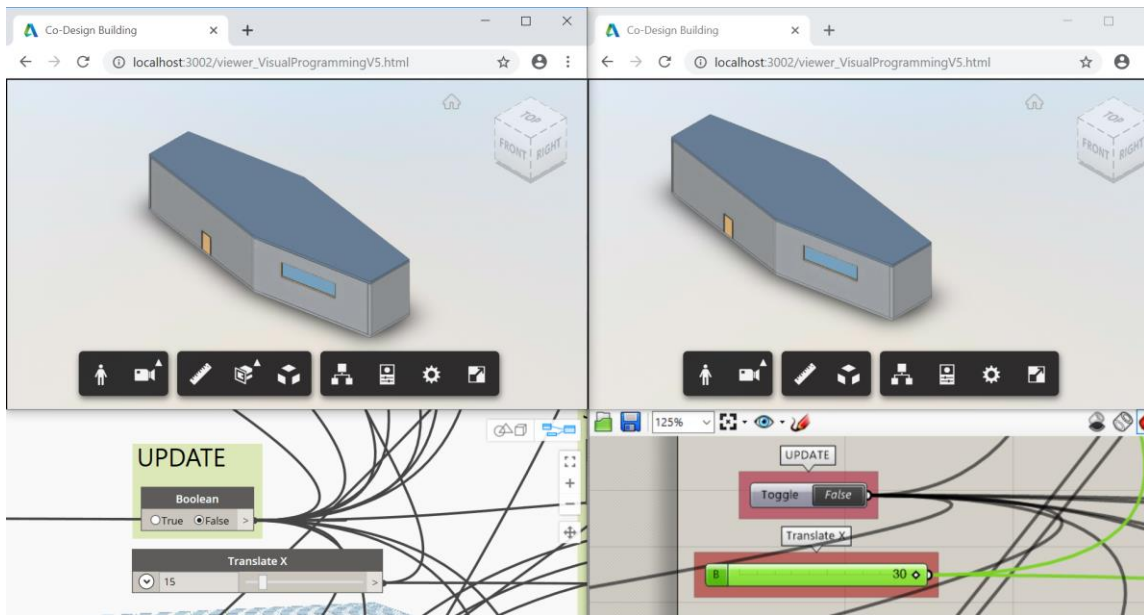 Co-Design Building
localhost:3002/viewer_VisualProgrammingV5.html
TOP
FRONT
RIGHT
Co-Design Building
localhost:3002/viewer_VisualProgrammingV5.html
TOP
FRONT
RIGHT
UPDATE
Boolean
True False >
Translate X
15 >
125%
UPDATE
Toggle False
Translate X
B 30